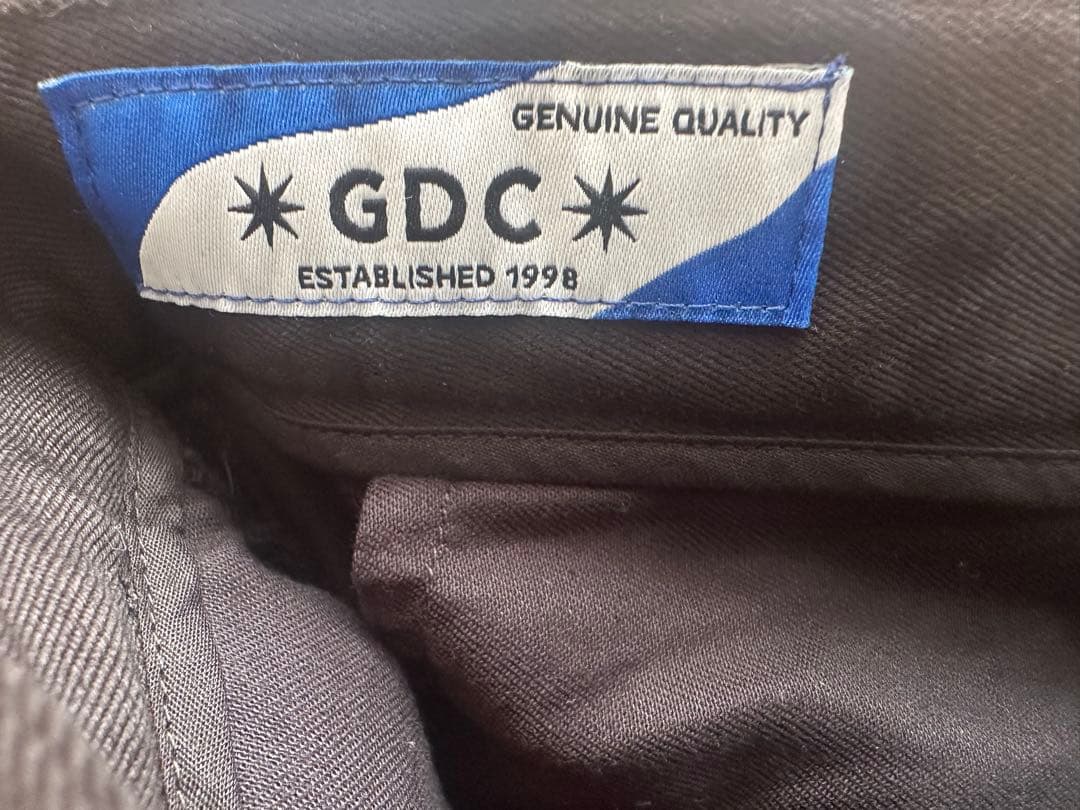 GENUINE QUALITY
GDC
ESTABLISHED 1998